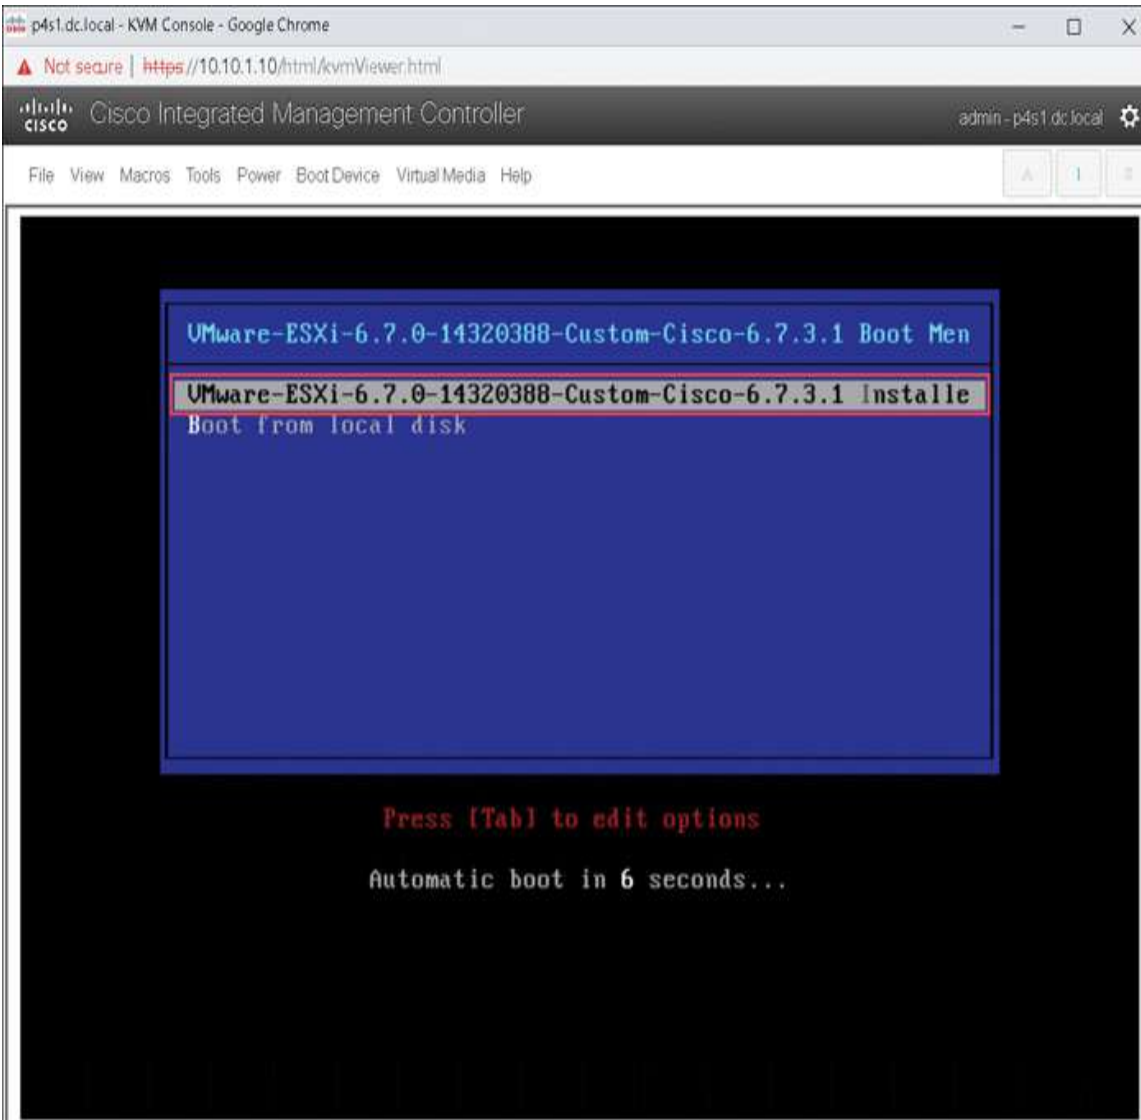 p4s1.dc.local - KVM Console - Google Chrome
Not secure | https://10.10.1.10/html/kvmViewer.html
CISCO Cisco Integrated Management Controller admin - p4s1.dc.local
File View Macros Tools Power Boot Device Virtual Media Help
VMware-ESXi-6.7.0-14320388-Custom-Cisco-6.7.3.1 Boot Men
VMware-ESXi-6.7.0-14320388-Custom-Cisco-6.7.3.1 Installe
Boot from local disk
Press [Tab] to edit options
Automatic boot in 6 seconds...